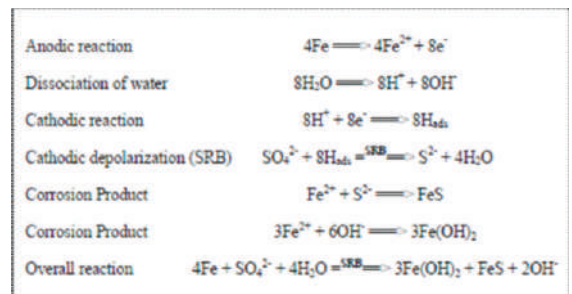 Anodic reaction 4Fe ⟹ 4Fe²⁺ + 8e⁻
Dissociation of water 8H₂O ⟹ 8H⁺ + 8OH⁻
Cathodic reaction 8H⁺ + 8e⁻ ⟹ 8Hₐdₛ
Cathodic depolarization (SRB) SO₄²⁻ + 8Hₐdₛ =SRB⟹ S²⁻ + 4H₂O
Corrosion Product Fe²⁺ + S²⁻ ⟹ FeS
Corrosion Product 3Fe²⁺ + 6OH⁻ ⟹ 3Fe(OH)₂
Overall reaction 4Fe + SO₄²⁻ + 4H₂O =SRB⟹ 3Fe(OH)₂ + FeS + 2OH⁻